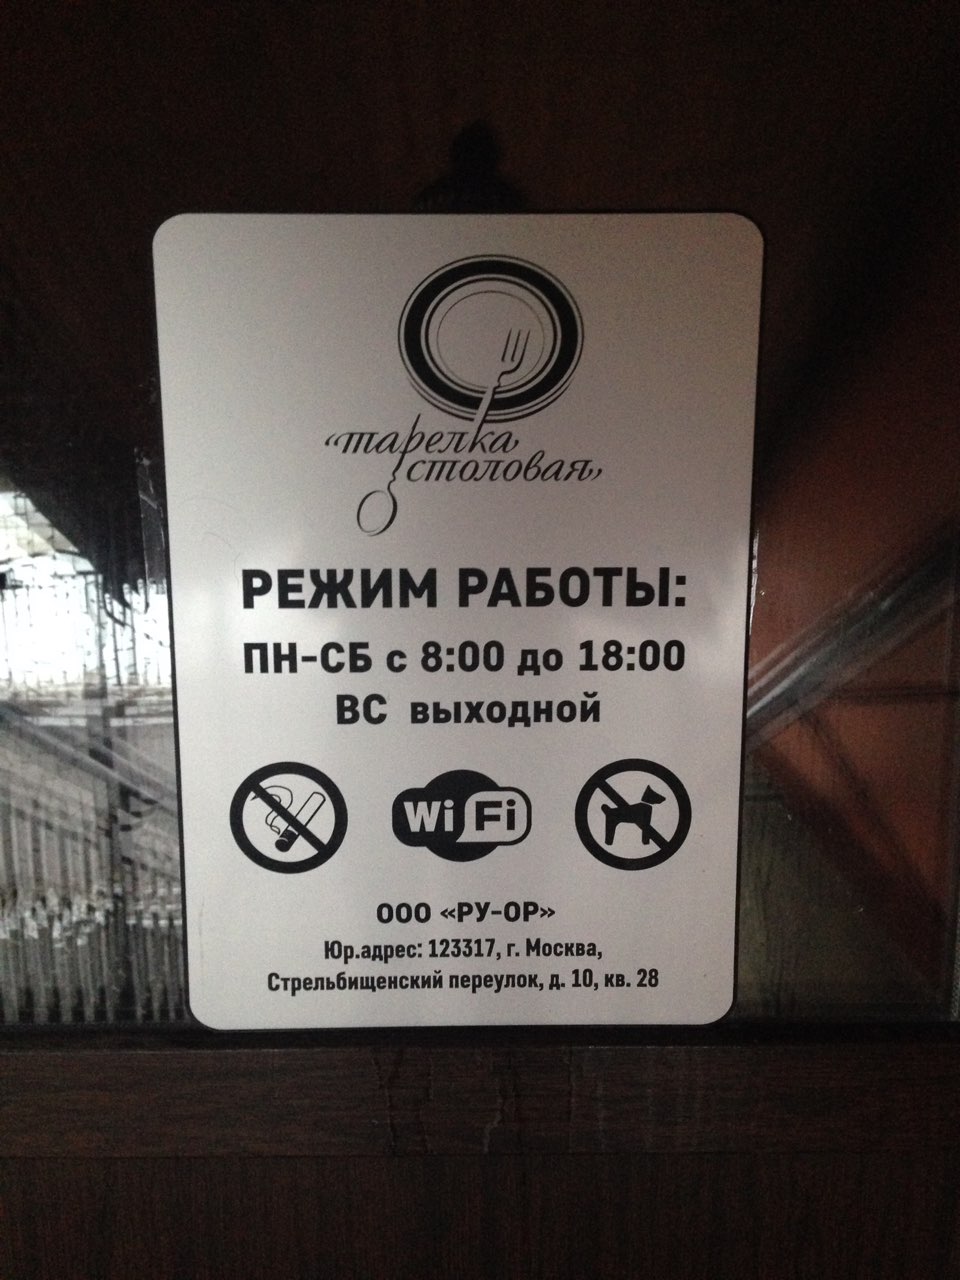 “тарелка
столовая”
РЕЖИМ РАБОТЫ:
ПН-СБ с 8:00 до 18:00
ВС выходной
Wi Fi
ООО «РУ-ОР»
Юр.адрес: 123317, г. Москва,
Стрельбищенский переулок, д. 10, кв. 28